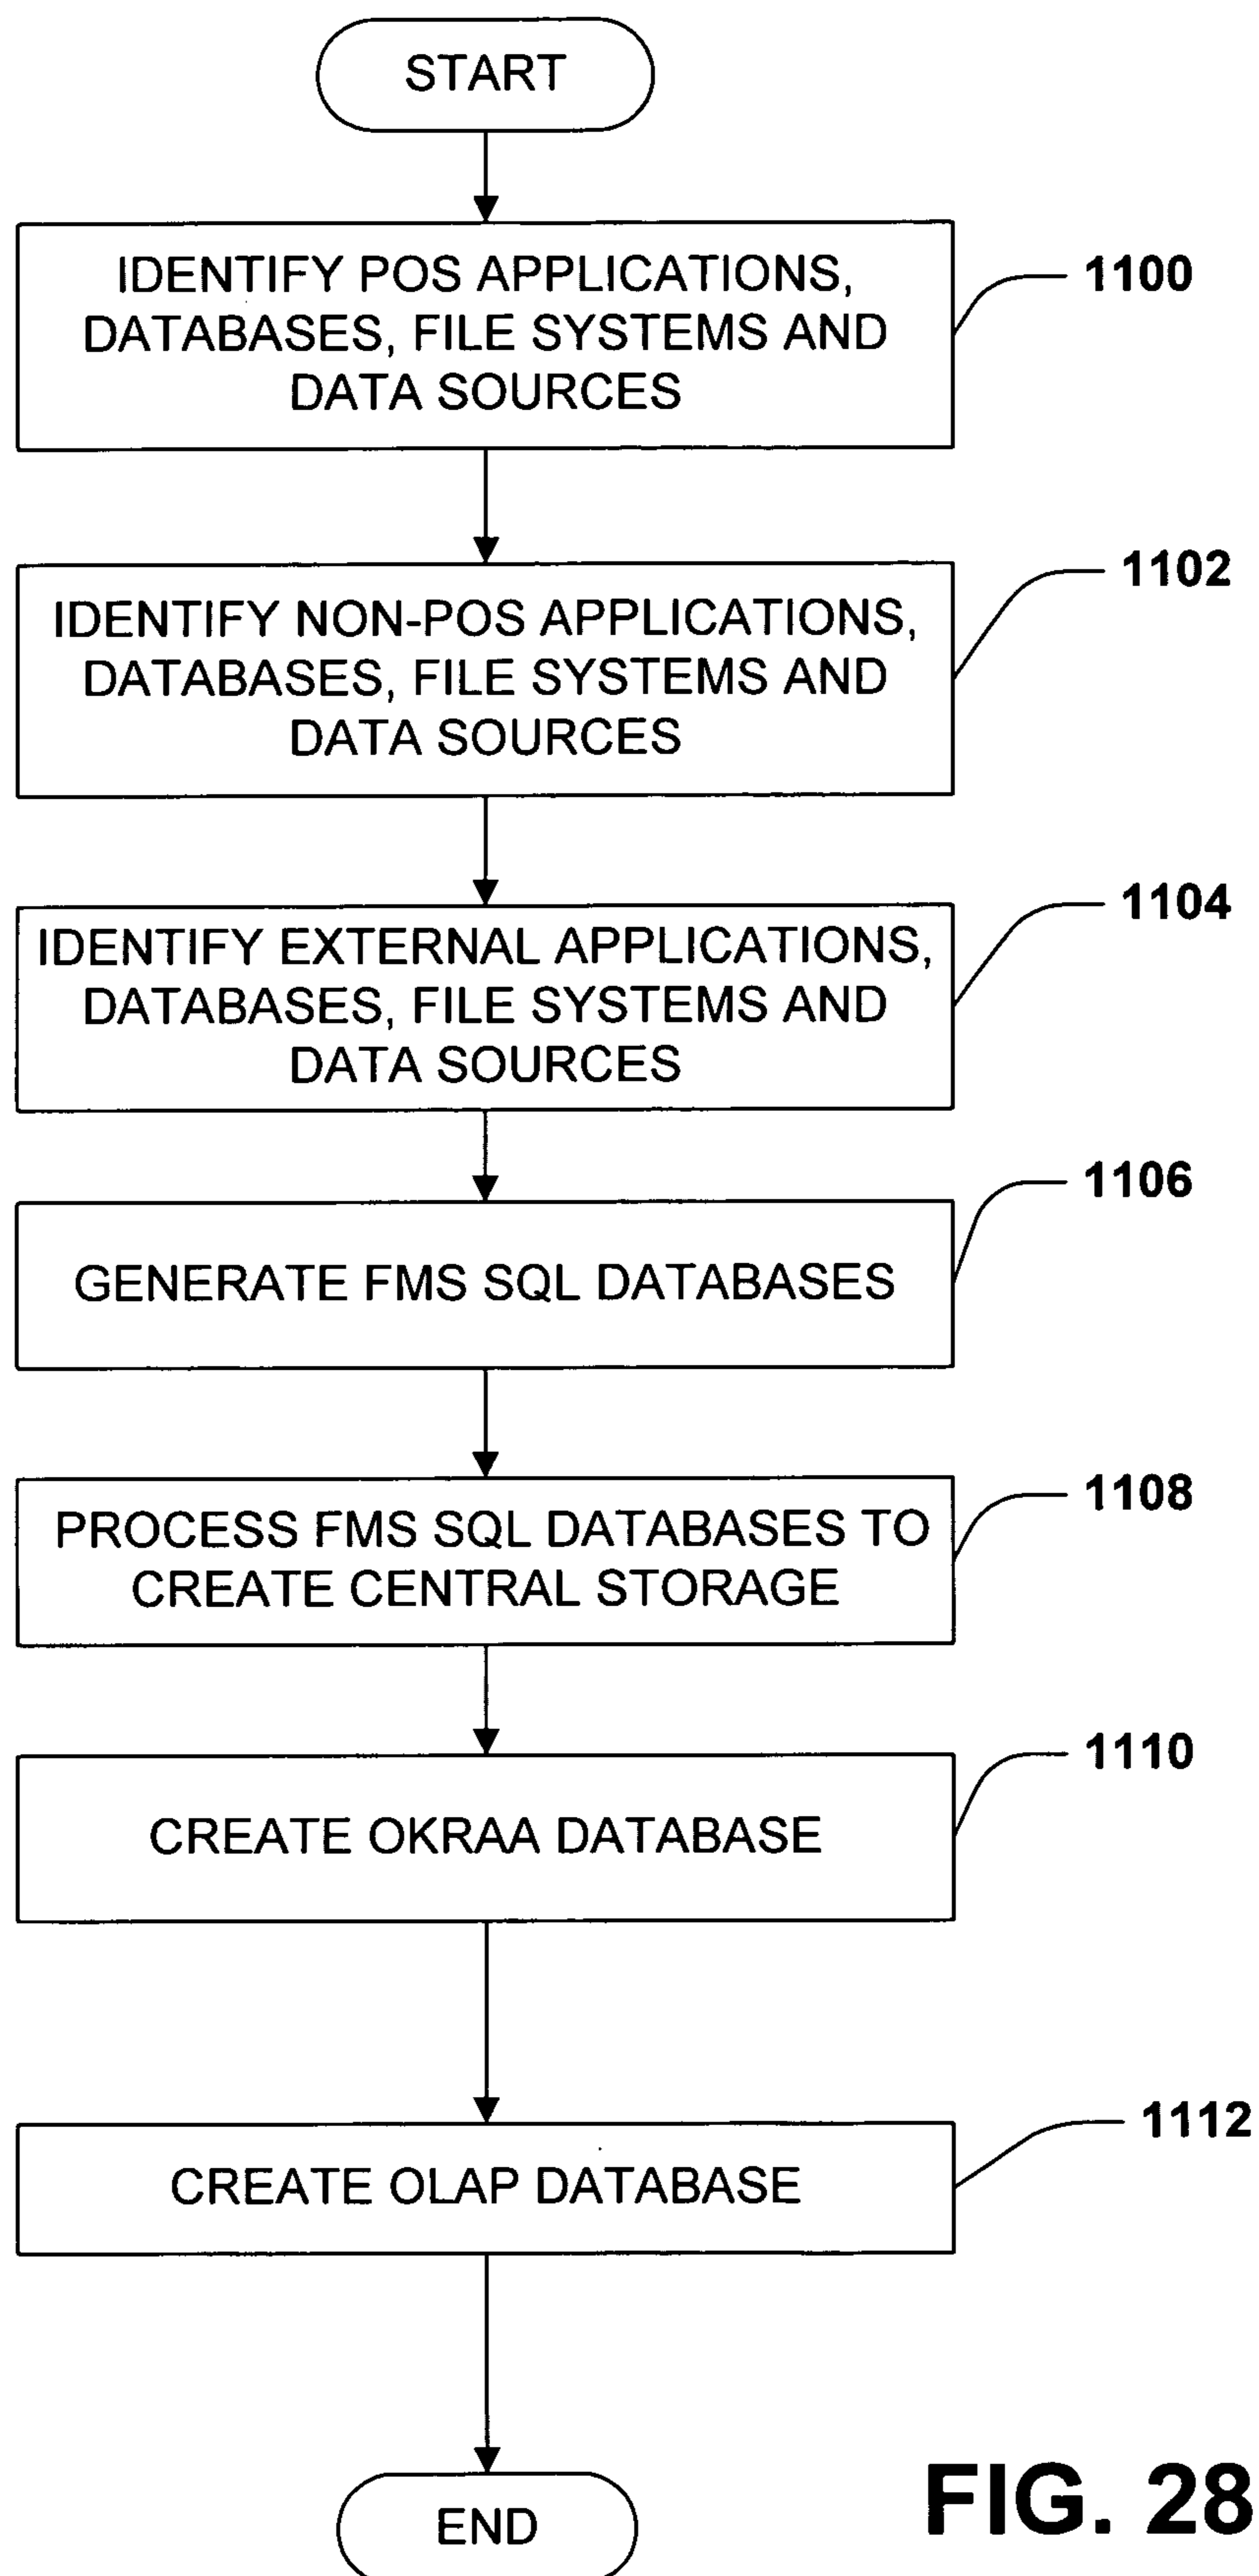 START
IDENTIFY POS APPLICATIONS,
DATABASES, FILE SYSTEMS AND
DATA SOURCES
1100
IDENTIFY NON-POS APPLICATIONS,
DATABASES, FILE SYSTEMS AND
DATA SOURCES
1102
IDENTIFY EXTERNAL APPLICATIONS,
DATABASES, FILE SYSTEMS AND
DATA SOURCES
1104
GENERATE FMS SQL DATABASES
1106
PROCESS FMS SQL DATABASES TO
CREATE CENTRAL STORAGE
1108
CREATE OKRAA DATABASE
1110
CREATE OLAP DATABASE
1112
END
FIG. 28